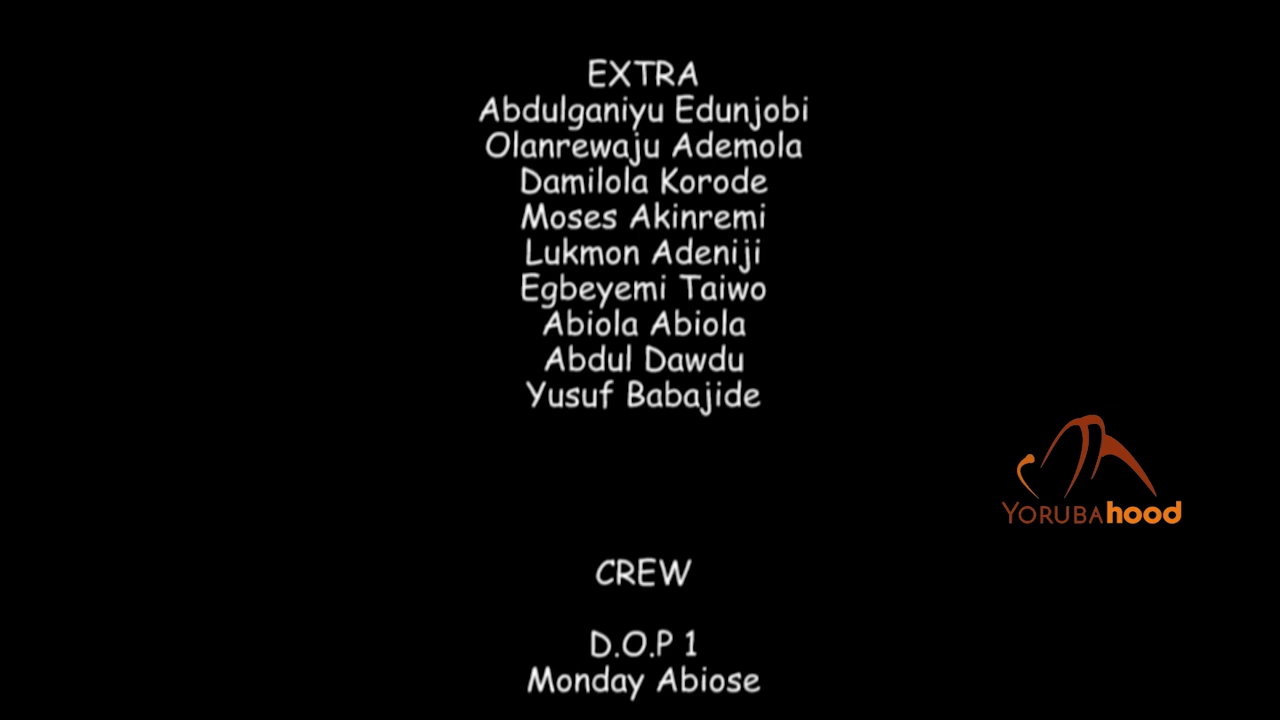 EXTRA
Abdulganiyu Edunjobi
Olanrewaju Ademola
Damilola Korode
Moses Akinremi
Lukmon Adeniji
Egbeyemi Taiwo
Abiola Abiola
Abdul Dawdu
Yusuf Babajide
YORUBAhood
CREW
D.O.P 1
Monday Abiose